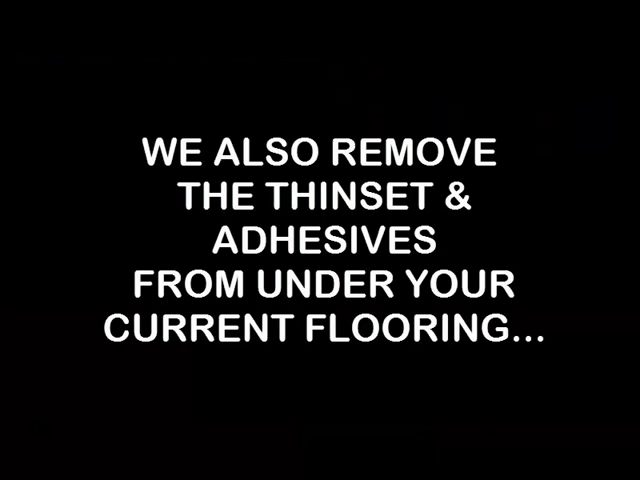 WE ALSO REMOVE
THE THINSET &
ADHESIVES
FROM UNDER YOUR
CURRENT FLOORING...